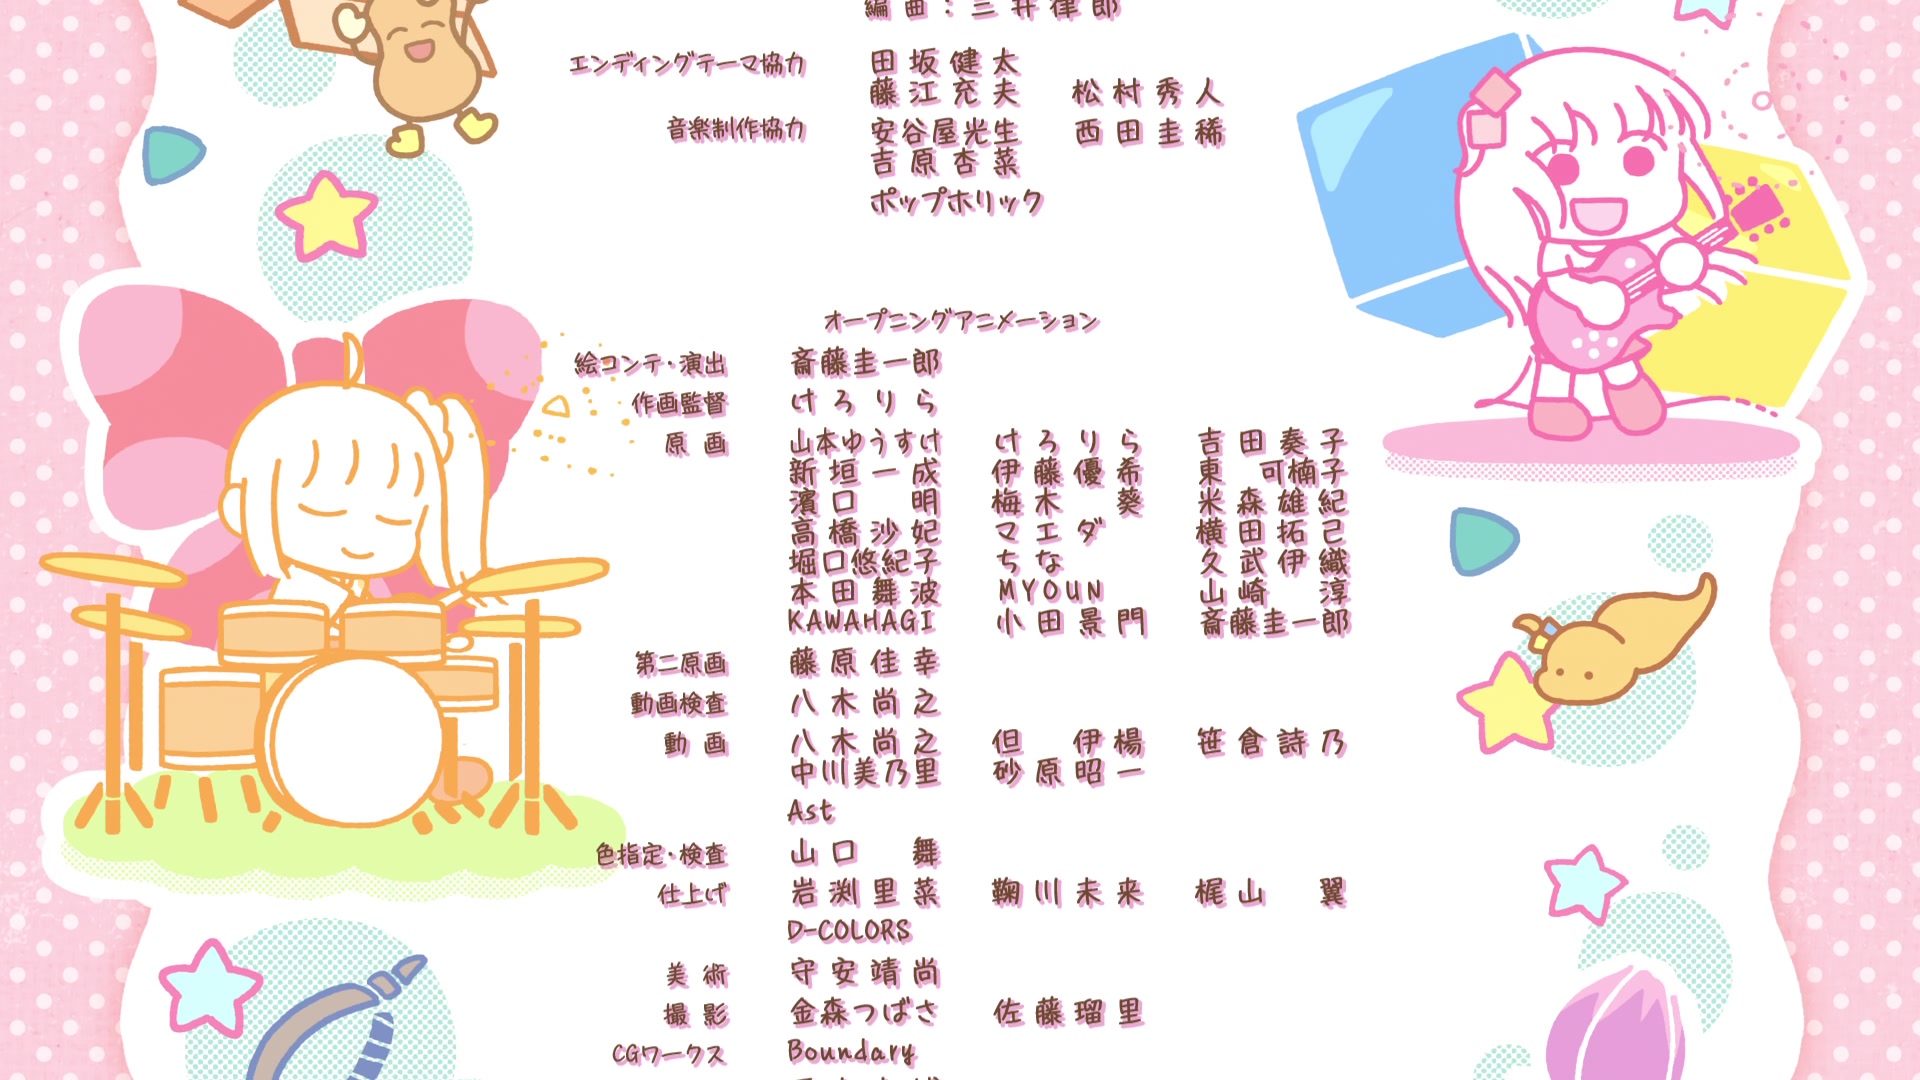 編曲：三井律郎
エンディングテーマ協力 田坂健太
藤江充夫 松村秀人
音楽制作協力 安谷屋光生 西田圭稀
吉原杏菜
ポップホリック
オープニングアニメーション
絵コンテ・演出 斎藤圭一郎
作画監督 けろりら
原画 山本ゆうすけ けろりら 吉田奏子
新垣一成 伊藤優希 東 可楠子
濱口 明 梅木 葵 米森雄紀
高橋沙妃 マエダ 横田拓己
堀口悠紀子 ちな 久武伊織
本田舞波 MYOUN 山崎 淳
KAWAHAGI 小田景門 斎藤圭一郎
第二原画 藤原佳幸
動画検査 八木尚之
動画 八木尚之 但 伊楊 笹倉詩乃
中川美乃里 砂原昭一
Ast
色指定・検査 山口 舞
仕上げ 岩渕里菜 鞠川未来 梶山 翼
D-COLORS
美術 守安靖尚
撮影 金森つばさ 佐藤瑠里
CGワークス Boundary